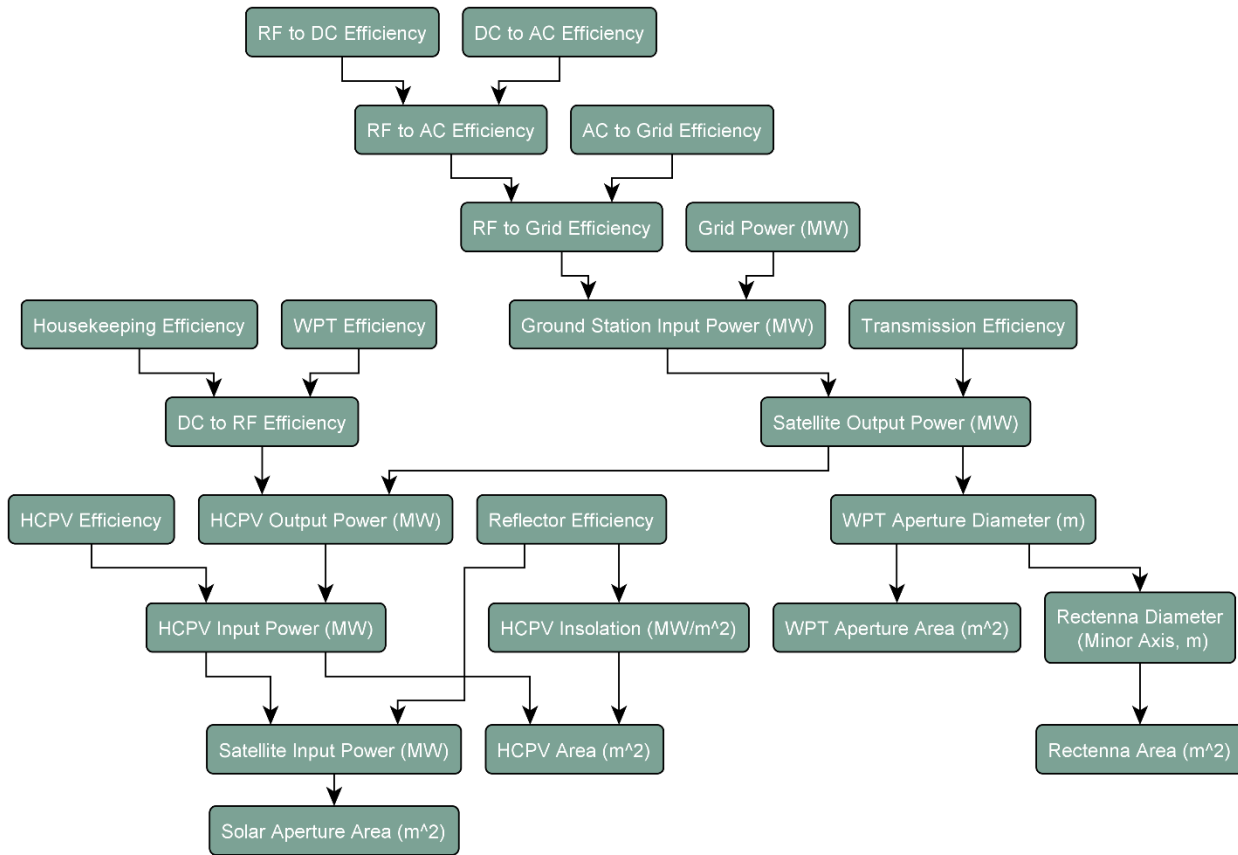 RF to DC Efficiency
DC to AC Efficiency
RF to AC Efficiency
AC to Grid Efficiency
RF to Grid Efficiency
Grid Power (MW)
Housekeeping Efficiency
WPT Efficiency
Ground Station Input Power (MW)
Transmission Efficiency
DC to RF Efficiency
Satellite Output Power (MW)
HCPV Efficiency
HCPV Output Power (MW)
Reflector Efficiency
WPT Aperture Diameter (m)
HCPV Input Power (MW)
HCPV Insolation (MW/m^2)
WPT Aperture Area (m^2)
Rectenna Diameter
(Minor Axis, m)
Satellite Input Power (MW)
HCPV Area (m^2)
Rectenna Area (m^2)
Solar Aperture Area (m^2)